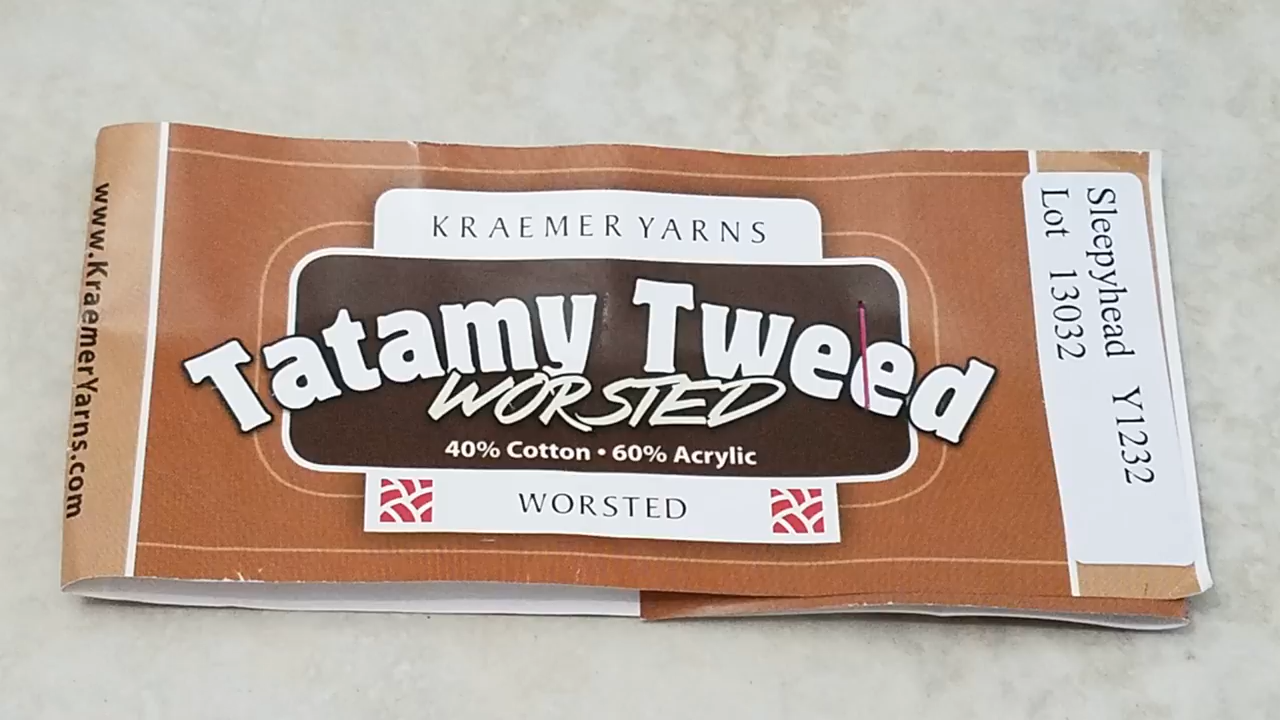 www.KraemerYarns.com
KRAEMER YARNS
Tatamy Tweed
WORSTED
40% Cotton • 60% Acrylic
WORSTED
Sleepyhead Y1232
Lot 13032